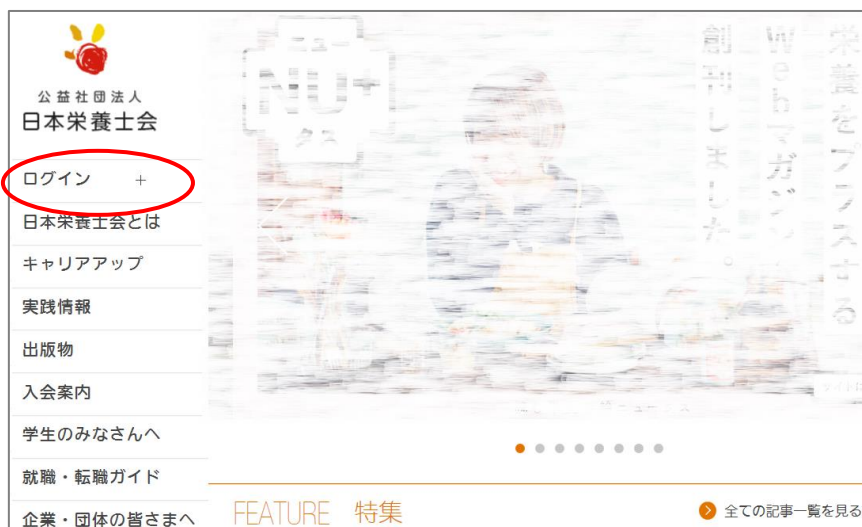 公益社団法人
日本栄養士会
ログイン +
日本栄養士会とは
キャリアアップ
実践情報
出版物
入会案内
学生のみなさんへ
就職・転職ガイド
企業・団体の皆さまへ
ニュー
NU+
クス
栄養をプラスする
Webマガジン
創刊しました。
FEATURE 特集
全ての記事一覧を見る